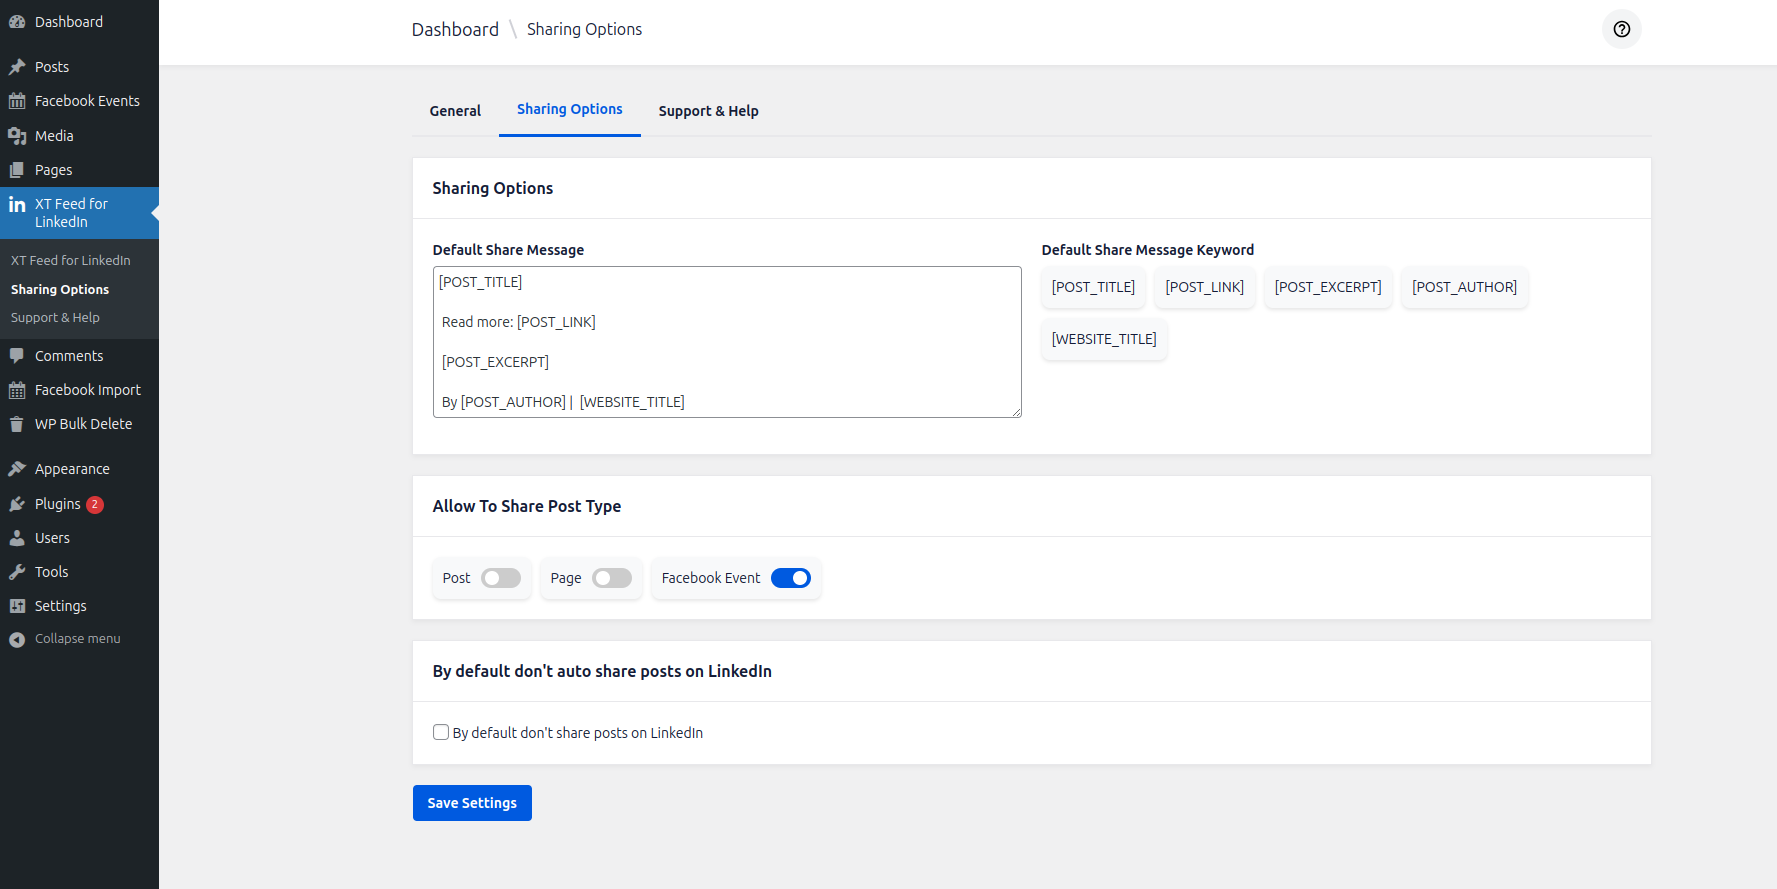 Dashboard
Posts
Facebook Events
Media
Pages
XT Feed for
LinkedIn
XT Feed for LinkedIn
Sharing Options
Support & Help
Comments
Facebook Import
WP Bulk Delete
Appearance
Plugins 2
Users
Tools
Settings
Collapse menu
Dashboard \ Sharing Options
General Sharing Options Support & Help
Sharing Options
Default Share Message
[POST_TITLE]
Read more: [POST_LINK]
[POST_EXCERPT]
By [POST_AUTHOR] | [WEBSITE_TITLE]
Default Share Message Keyword
[POST_TITLE] [POST_LINK] [POST_EXCERPT] [POST_AUTHOR]
[WEBSITE_TITLE]
Allow To Share Post Type
Post Page Facebook Event
By default don't auto share posts on LinkedIn
By default don't share posts on LinkedIn
Save Settings